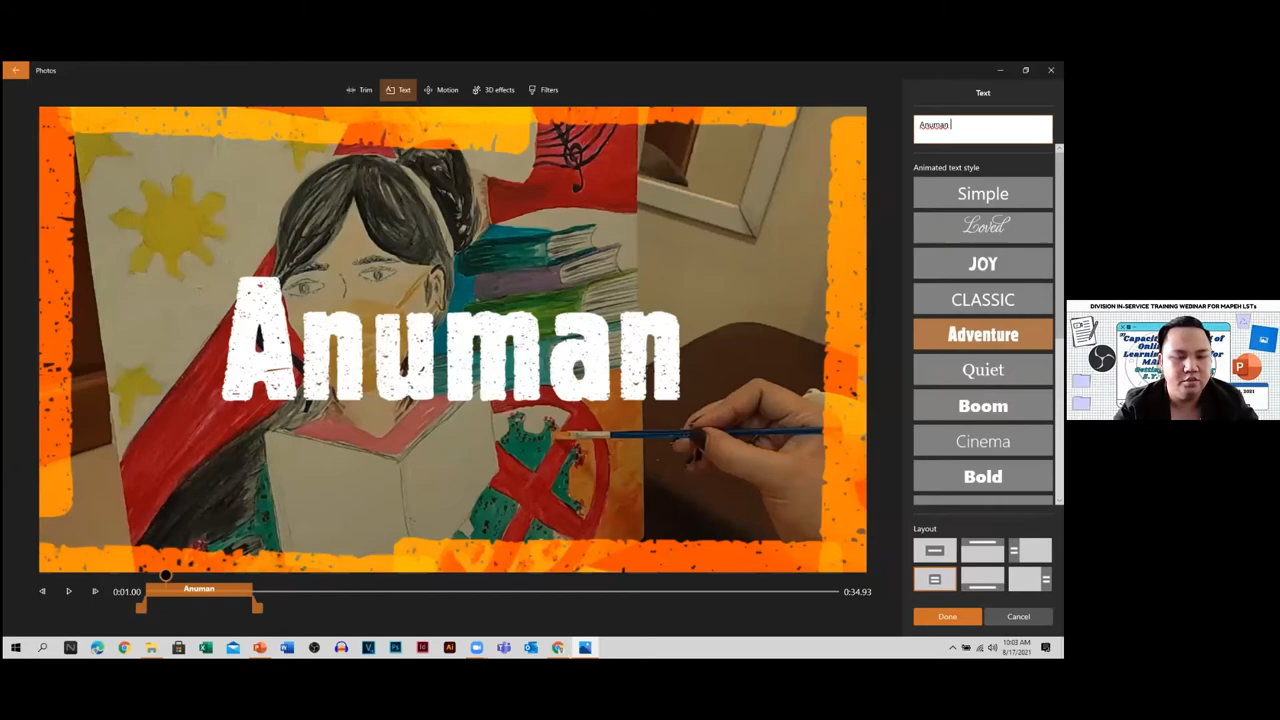 Photos
Trim
Text
Motion
3D effects
Filters
Text
Anuman
Animated text style
Simple
Loved
JOY
CLASSIC
Adventure
Quiet
Boom
Cinema
Bold
Layout
Done
Cancel
Anuman
0:01.00
Anuman
0:34.93
10:03 AM
8/17/2021
DIVISION IN-SERVICE TRAINING WEBINAR FOR MAPEH LSTs